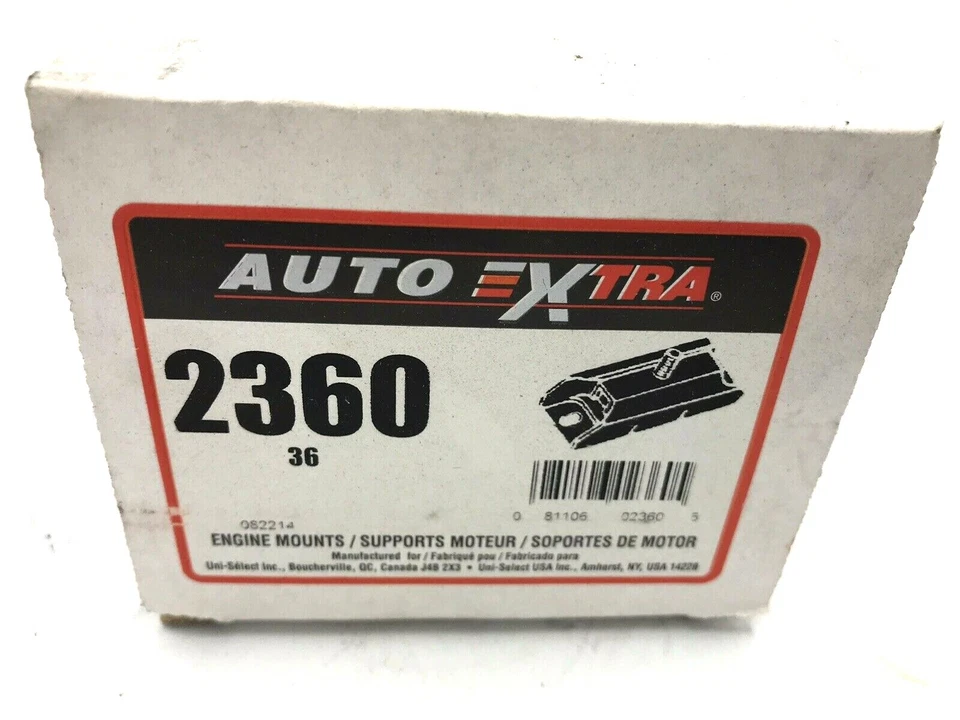 AUTO EXTRA®
2360
36
0 81106 02360 5
082214
ENGINE MOUNTS / SUPPORTS MOTEUR / SOPORTES DE MOTOR
Manufactured for / Fabriqué pou / Fabricado para
Uni-Sélect Inc., Boucherville, QC, Canada J4B 2X3 • Uni-Select USA Inc., Amherst, NY, USA 14228